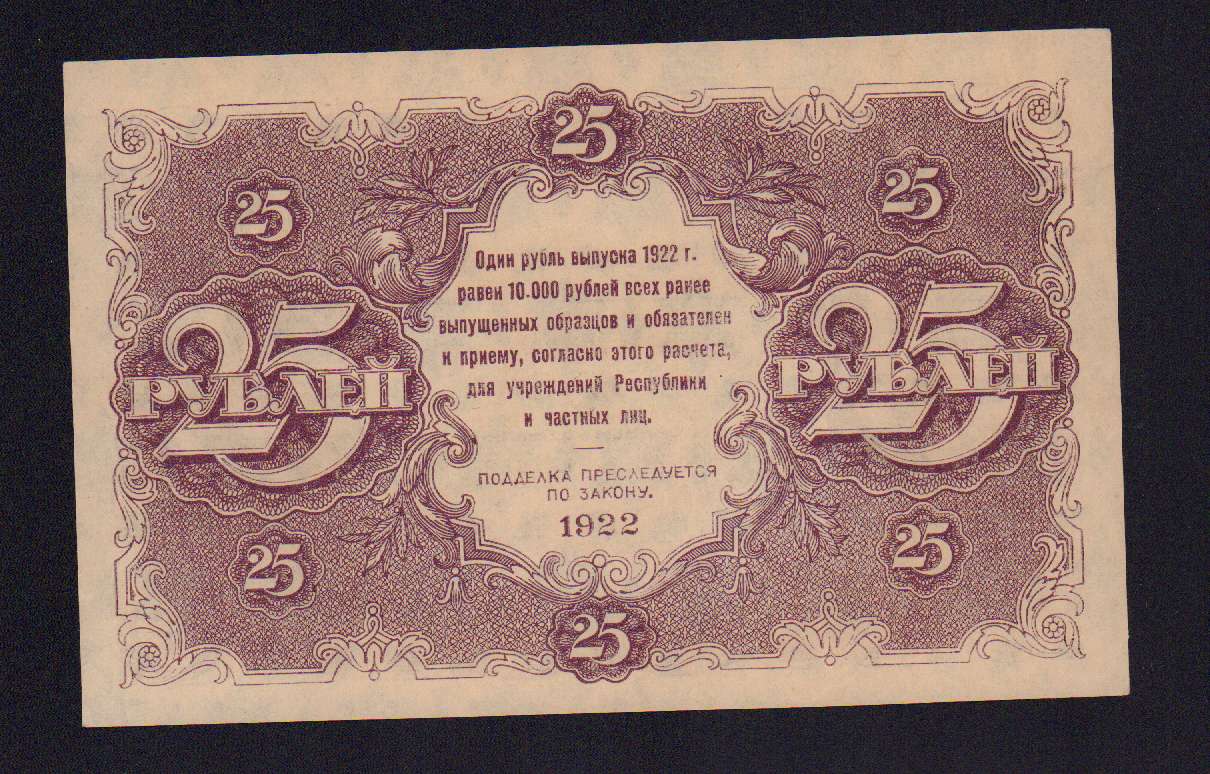 25
25
25
Один рубль выпуска 1922 г.
равен 10.000 рублей всех ранее
выпущенных образцов и обязателен
к приему, согласно этого расчета,
для учреждений Республики
и частных лиц.
25
РУБЛЕЙ
25
РУБЛЕЙ
ПОДДЕЛКА ПРЕСЛЕДУЕТСЯ
ПО ЗАКОНУ.
1922
25
25
25